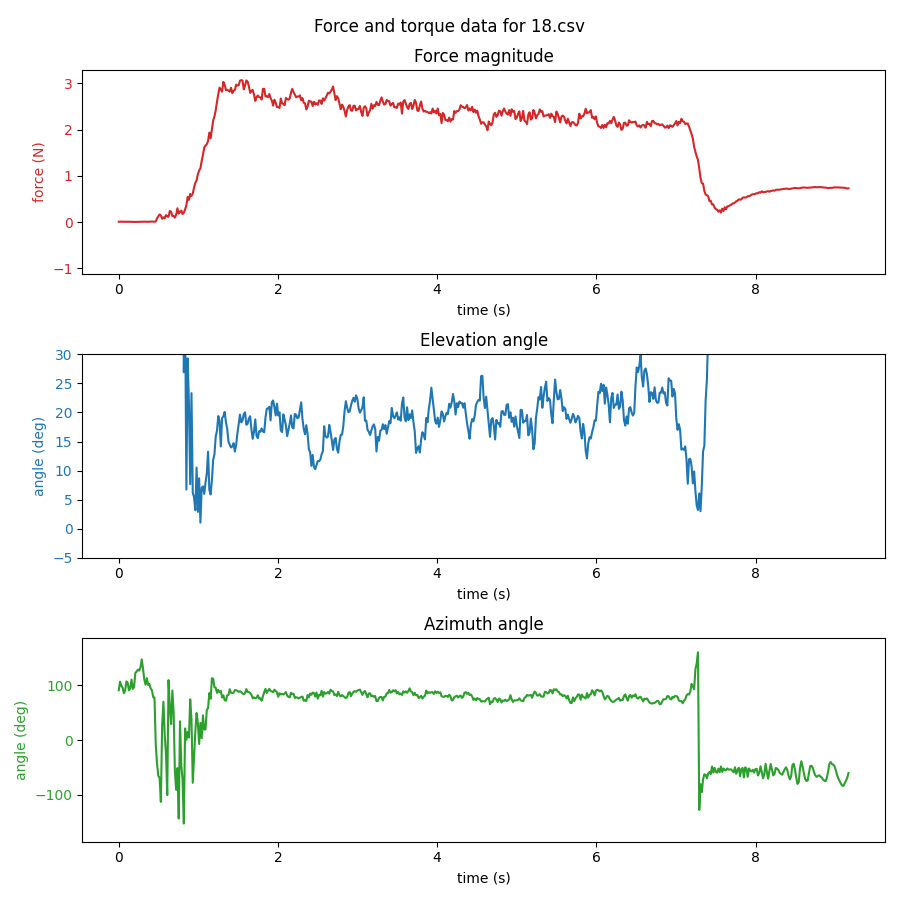 Force and torque data for 18.csv
Force magnitude
3
2
1
0
−1
force (N)
0 2 4 6 8
time (s)
Elevation angle
30
25
20
15
10
5
0
−5
angle (deg)
0 2 4 6 8
time (s)
Azimuth angle
100
0
−100
angle (deg)
0 2 4 6 8
time (s)